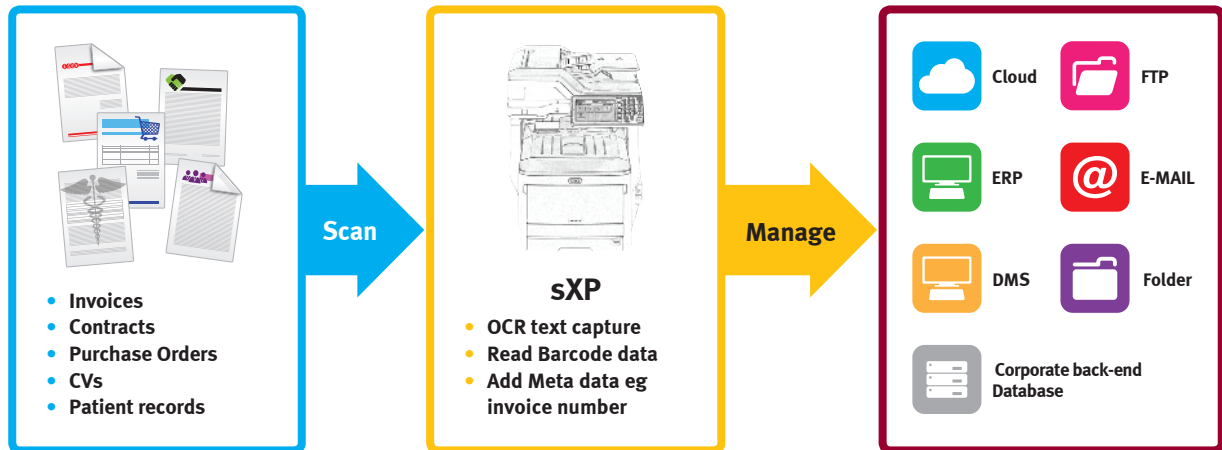 Invoices
Contracts
Purchase Orders
CVs
Patient records
Scan
sXP
OCR text capture
Read Barcode data
Add Meta data eg
invoice number
Manage
Cloud
FTP
ERP
@
E-MAIL
DMS
Folder
Corporate back-end
Database